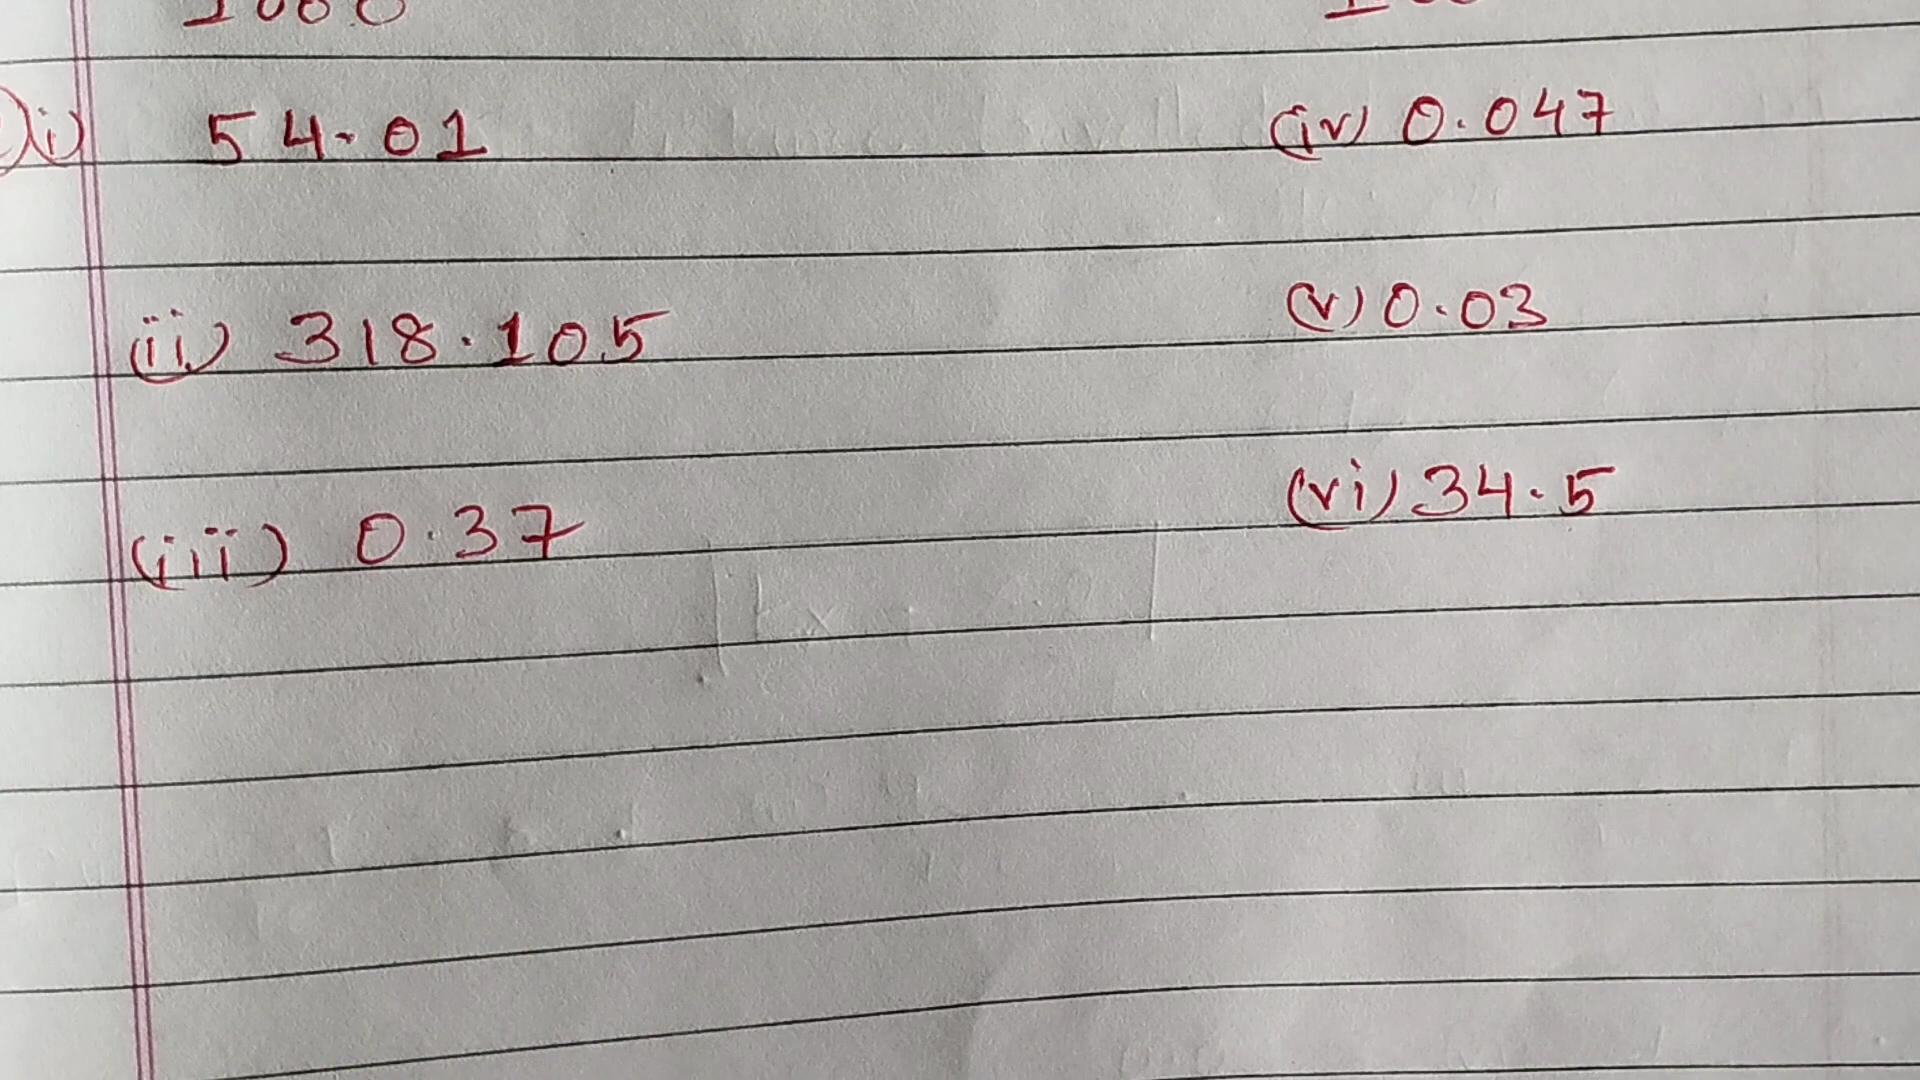 i) 54.01
(iv) 0.047
(ii) 318.105
(v) 0.03
(iii) 0.37
(vi) 34.5